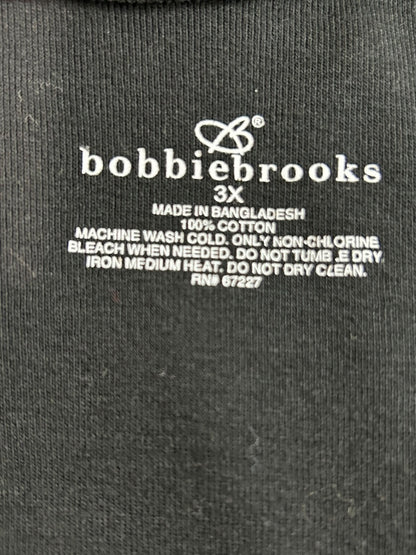 B®
bobbiebrooks
3X
MADE IN BANGLADESH
100% COTTON
MACHINE WASH COLD. ONLY NON-CHLORINE
BLEACH WHEN NEEDED. DO NOT TUMB.E DRY.
IRON MEDIUM HEAT. DO NOT DRY CLEAN.
RN# 67227